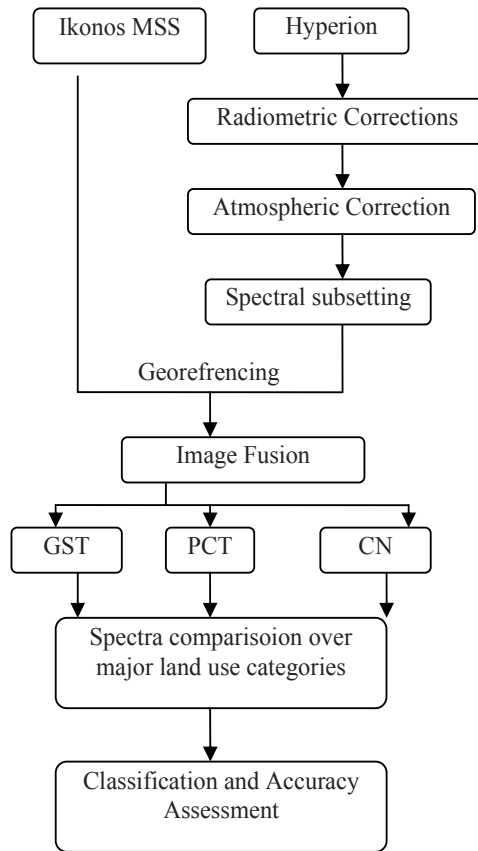 Ikonos MSS
Hyperion
Radiometric Corrections
Atmospheric Correction
Spectral subsetting
Georefrencing
Image Fusion
GST
PCT
CN
Spectra comparisoion over
major land use categories
Classification and Accuracy
Assessment